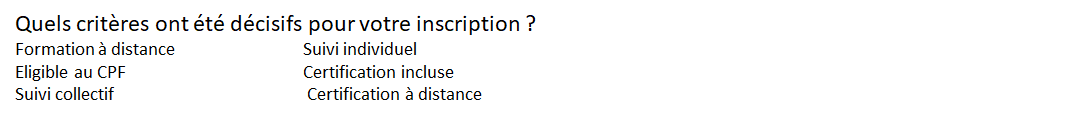 Quels critères ont été décisifs pour votre inscription ?
Formation à distance Suivi individuel
Eligible au CPF Certification incluse
Suivi collectif Certification à distance